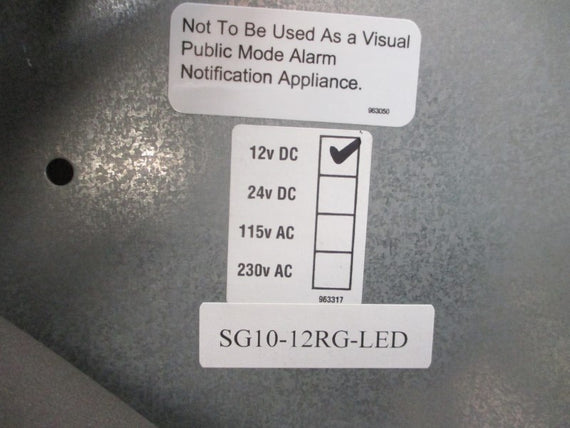 Not To Be Used As a Visual
Public Mode Alarm
Notification Appliance.
963050
12v DC
24v DC
115v AC
230v AC
963317
SG10-12RG-LED